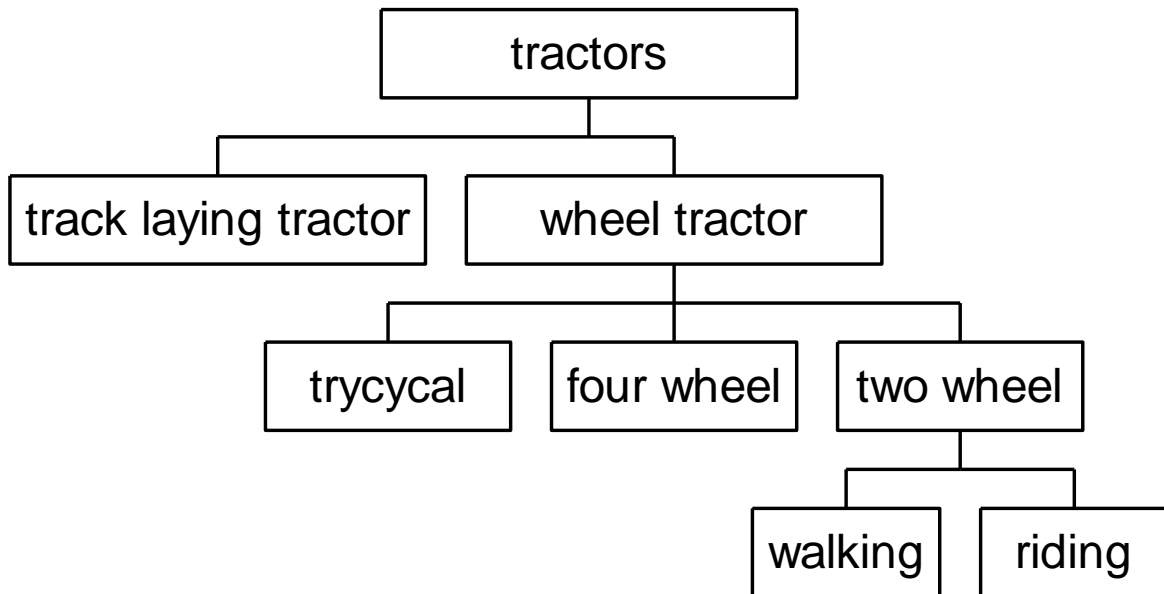 tractors
track laying tractor
wheel tractor
trycycal
four wheel
two wheel
walking
riding